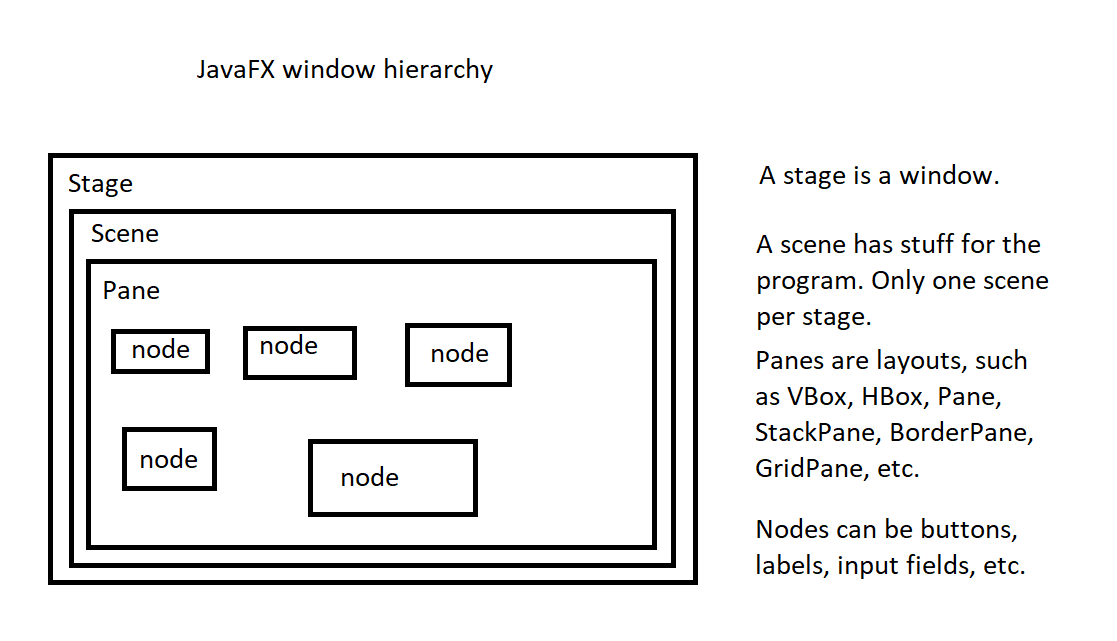 JavaFX window hierarchy
Stage
Scene
Pane
node
node
node
node
node
A stage is a window.
A scene has stuff for the
program. Only one scene
per stage.
Panes are layouts, such
as VBox, HBox, Pane,
StackPane, BorderPane,
GridPane, etc.
Nodes can be buttons,
labels, input fields, etc.